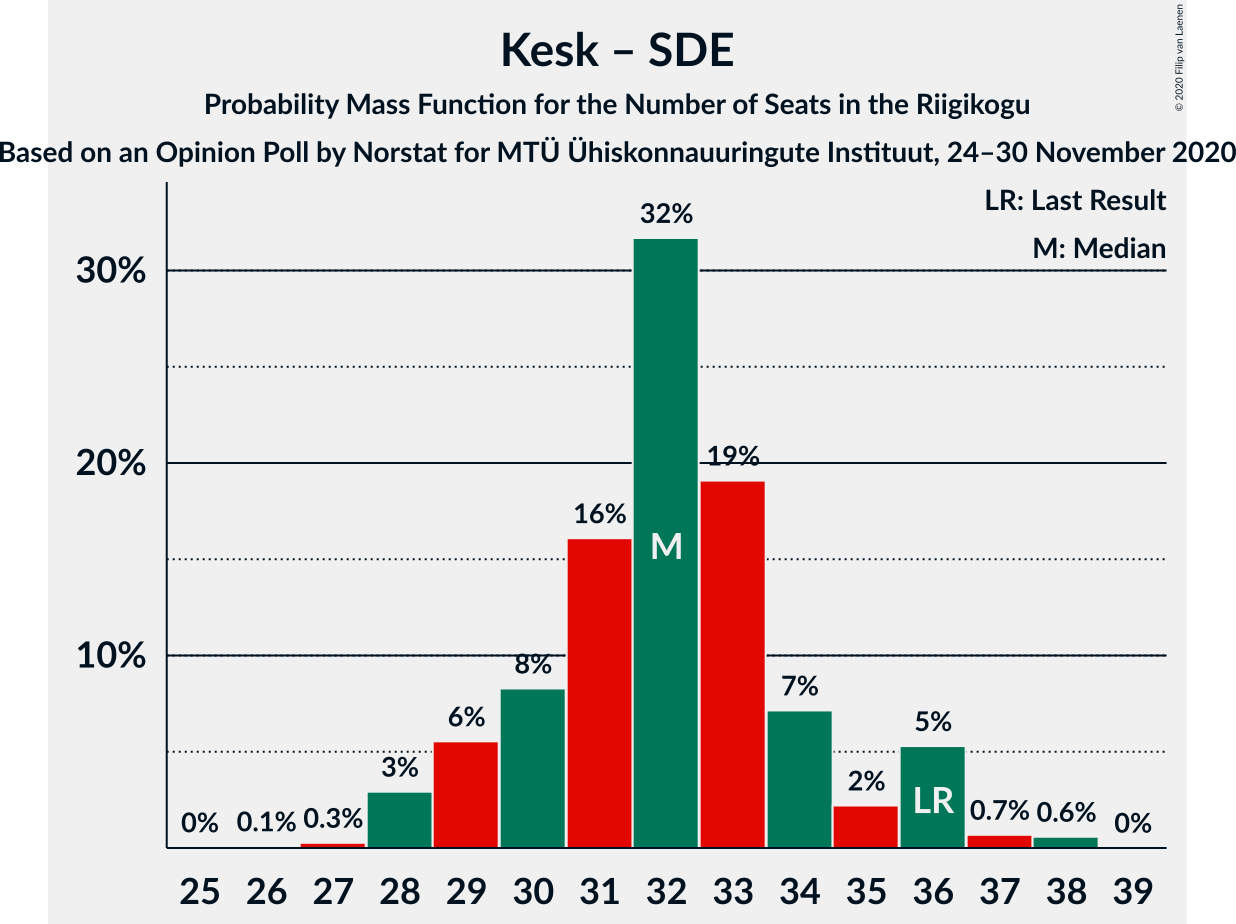 Kesk – SDE
Probability Mass Function for the Number of Seats in the Riigikogu
Based on an Opinion Poll by Norstat for MTÜ Ühiskonnauuringute Instituut, 24–30 November 2020
© 2020 Filip van Laenen
LR: Last Result
M: Median
30%
20%
10%
0%
0.1%
0.3%
3%
6%
8%
16%
32%
19%
7%
2%
5%
0.7%
0.6%
0%
M
LR
25 26 27 28 29 30 31 32 33 34 35 36 37 38 39